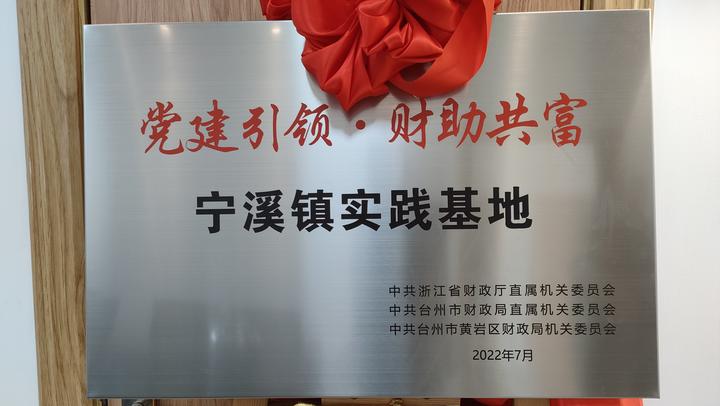 党建引领·财助共富
宁溪镇实践基地
中共浙江省财政厅直属机关委员会
中共台州市财政局直属机关委员会
中共台州市黄岩区财政局机关委员会
2022年7月